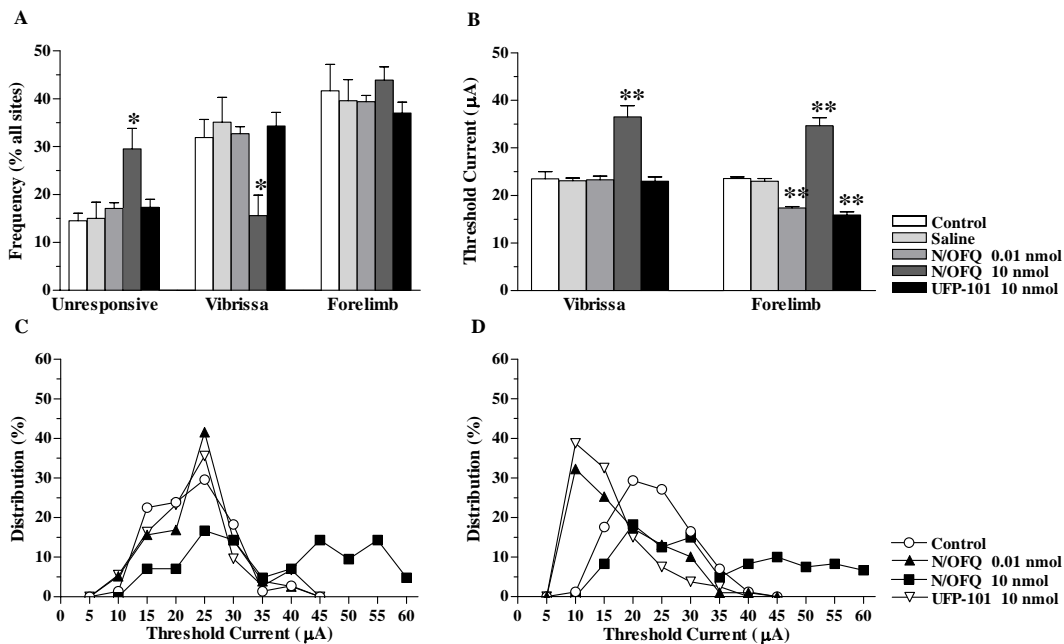 A
B
50
40
30
20
10
0
Frequency (% all sites)
*
*
Unresponsive
Vibrissa
Forelimb
50
40
30
20
10
0
Threshold Current (μA)
**
**
**
**
Vibrissa
Forelimb
Control
Saline
N/OFQ 0.01 nmol
N/OFQ 10 nmol
UFP-101 10 nmol
C
D
60
50
40
30
20
10
0
Distribution (%)
0 5 10 15 20 25 30 35 40 45 50 55 60
Threshold Current (μA)
60
50
40
30
20
10
0
Distribution (%)
0 5 10 15 20 25 30 35 40 45 50 55 60
Threshold Current (μA)
Control
N/OFQ 0.01 nmol
N/OFQ 10 nmol
UFP-101 10 nmol